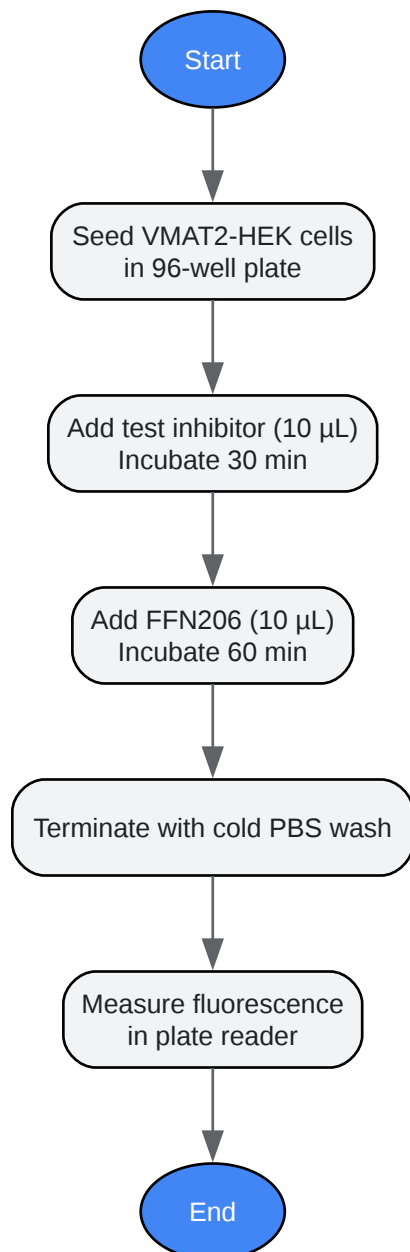 Start
Seed VMAT2-HEK cells
in 96-well plate
Add test inhibitor (10 µL)
Incubate 30 min
Add FFN206 (10 µL)
Incubate 60 min
Terminate with cold PBS wash
Measure fluorescence
in plate reader
End